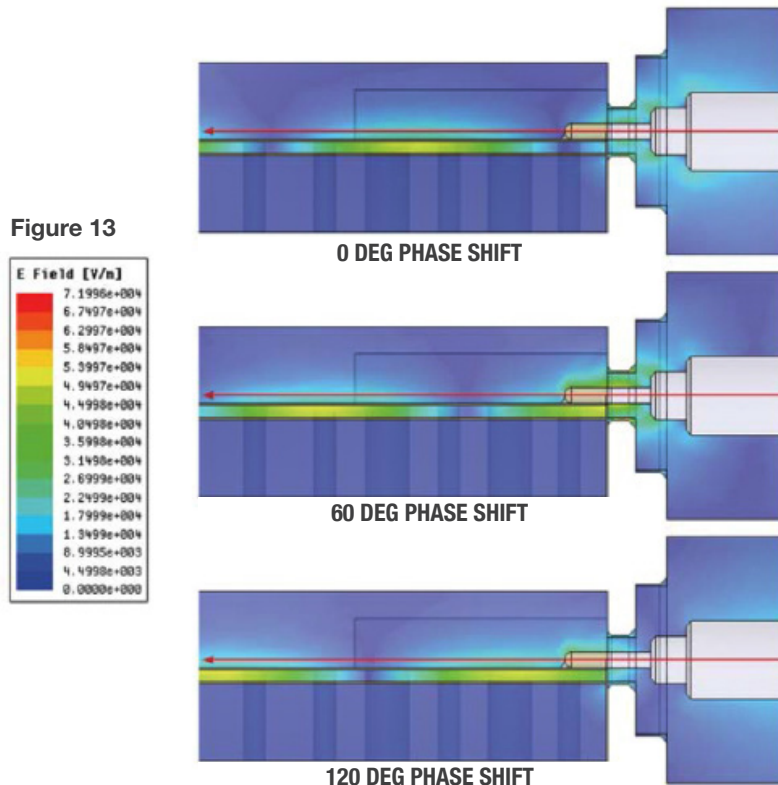 0 DEG PHASE SHIFT
Figure 13
E Field [V/m]
7.1996e+004
6.7497e+004
6.2997e+004
5.8497e+004
5.3997e+004
4.9497e+004
4.4998e+004
4.0498e+004
3.5998e+004
3.1498e+004
2.6999e+004
2.2499e+004
1.7999e+004
1.3499e+004
8.9995e+003
4.4998e+003
0.0000e+000
60 DEG PHASE SHIFT
120 DEG PHASE SHIFT